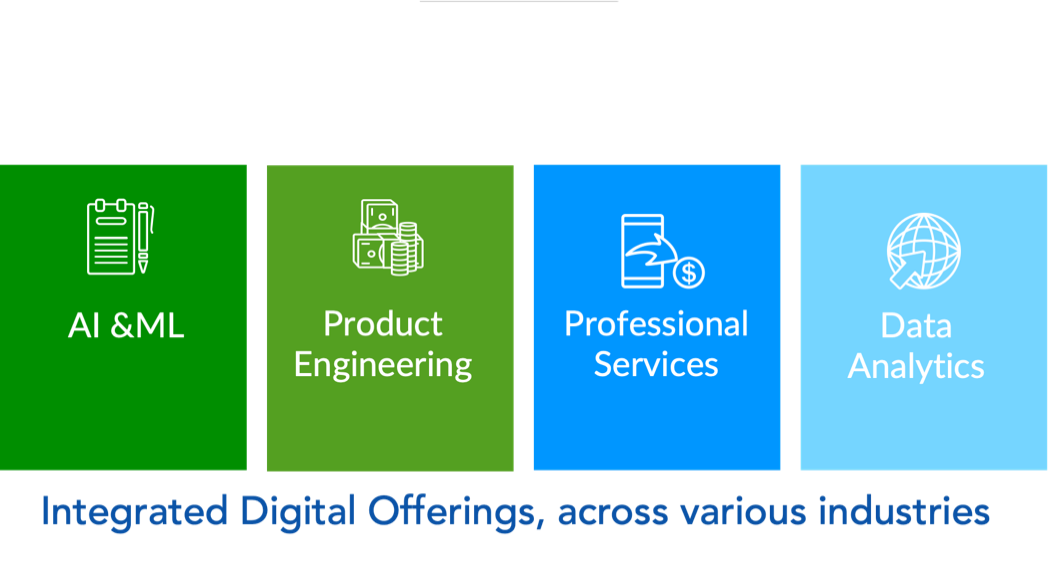 AI &ML
Product
Engineering
Professional
Services
Data
Analytics
Integrated Digital Offerings, across various industries